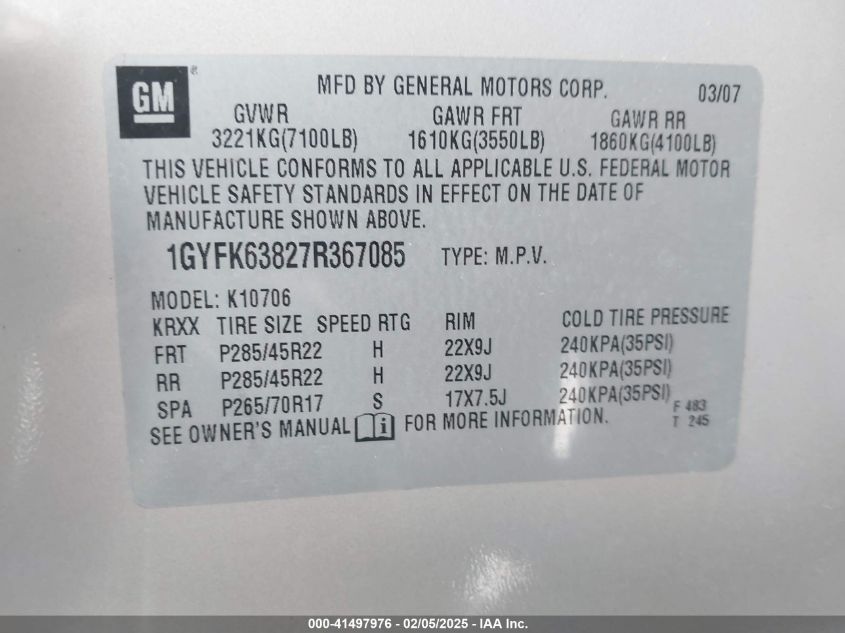 GM ®
MFD BY GENERAL MOTORS CORP. 03/07
GVWR GAWR FRT GAWR RR
3221KG(7100LB) 1610KG(3550LB) 1860KG(4100LB)
THIS VEHICLE CONFORMS TO ALL APPLICABLE U.S. FEDERAL MOTOR
VEHICLE SAFETY STANDARDS IN EFFECT ON THE DATE OF
MANUFACTURE SHOWN ABOVE.
1GYFK63827R367085 TYPE: M.P.V.
MODEL: K10706
KRXX TIRE SIZE SPEED RTG RIM COLD TIRE PRESSURE
FRT P285/45R22 H 22X9J 240KPA(35PSI)
RR P285/45R22 H 22X9J 240KPA(35PSI)
SPA P265/70R17 S 17X7.5J 240KPA(35PSI)
SEE OWNER'S MANUAL i FOR MORE INFORMATION.
F 483
T 245
000-41497976 - 02/05/2025 - IAA Inc.